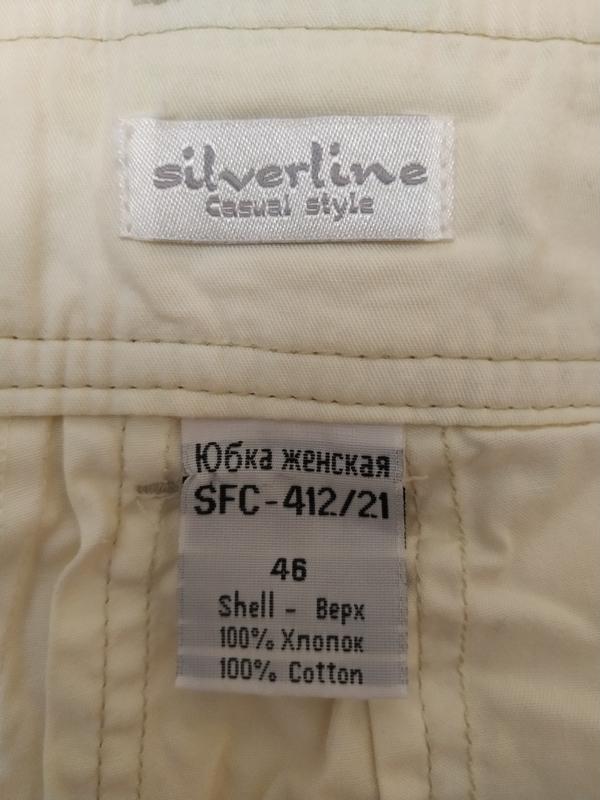 silverline
Casual style
Юбка женская
SFC-412/21
46
Shell - Верх
100% Хлопок
100% Cotton